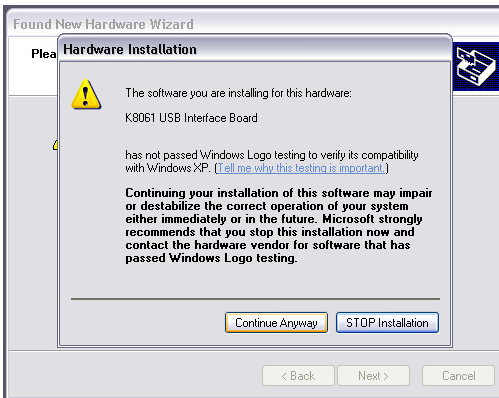 Found New Hardware Wizard
Plea
Hardware Installation
The software you are installing for this hardware:
K8061 USB Interface Board
has not passed Windows Logo testing to verify its compatibility
with Windows XP. (Tell me why this testing is important.)
Continuing your installation of this software may impair
or destabilize the correct operation of your system
either immediately or in the future. Microsoft strongly
recommends that you stop this installation now and
contact the hardware vendor for software that has
passed Windows Logo testing.
Continue Anyway STOP Installation
< Back Next > Cancel